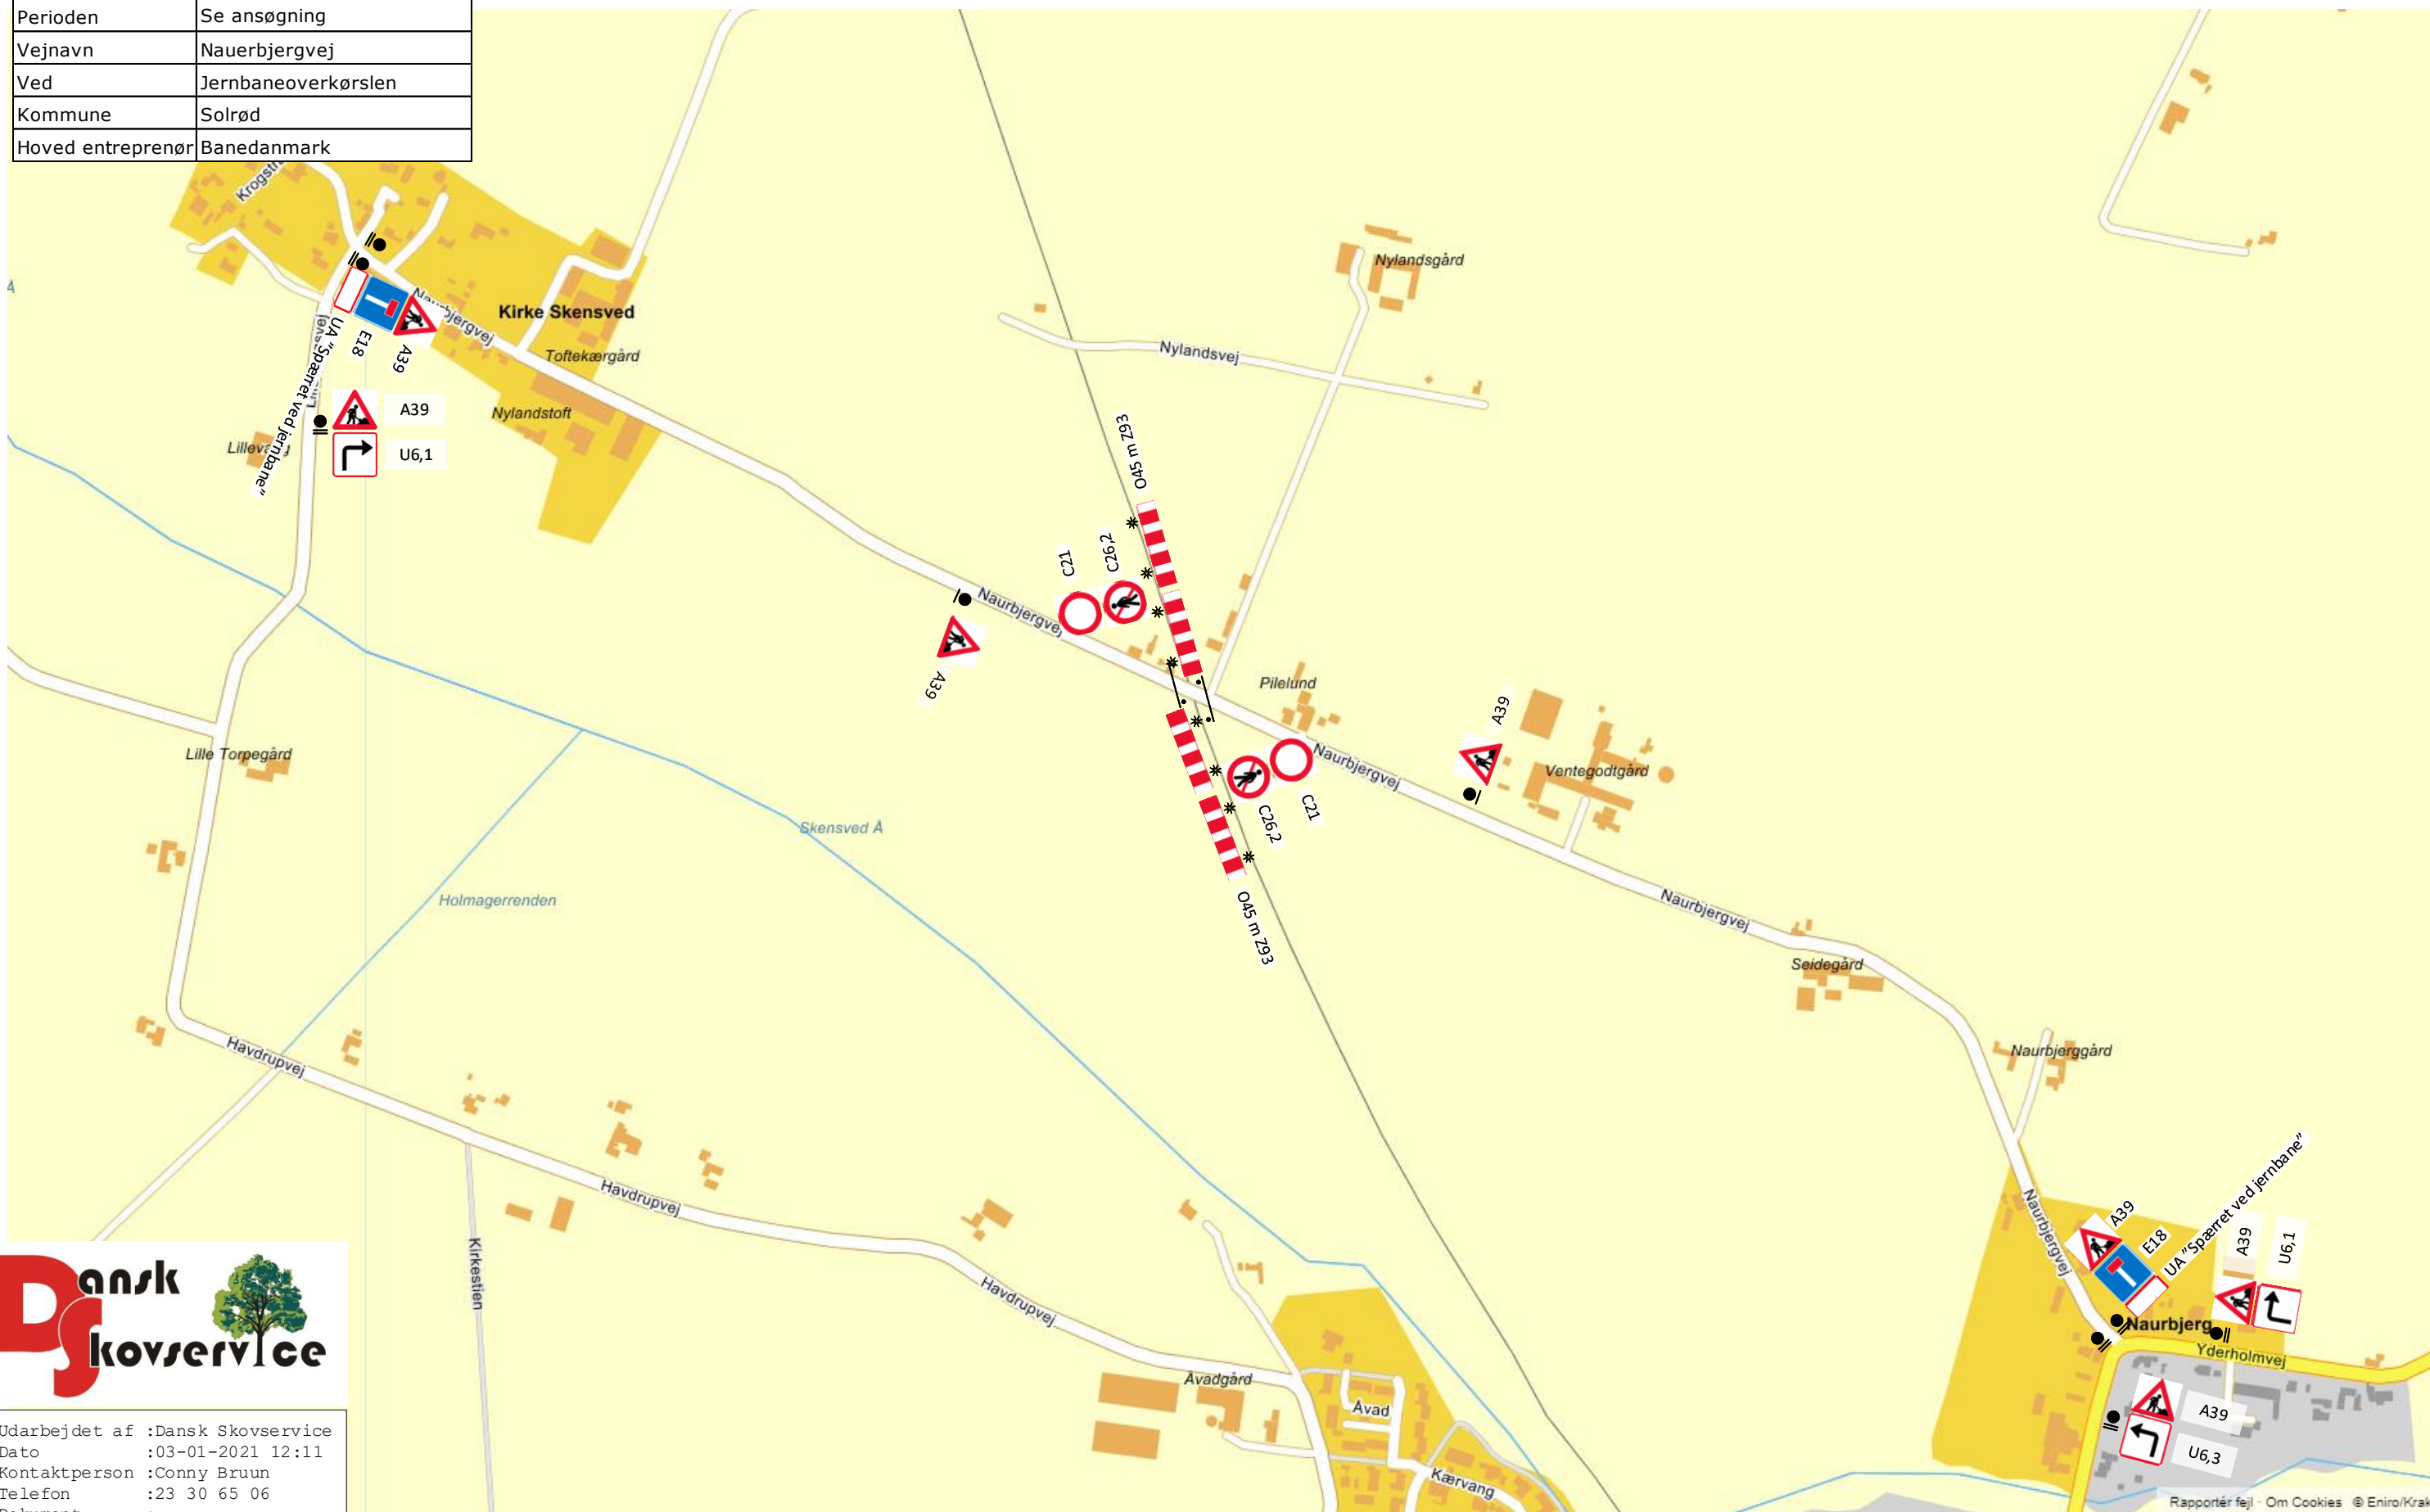 Perioden Se ansøgning
Vejnavn Nauerbjergvej
Ved Jernbaneoverkørslen
Kommune Solrød
Hoved entreprenør Banedanmark
Nylandsgård
Kirke Skensved
Naurbjergvej
UA "Spærret ved jernbane"
E18
A39
Toftekærgård
Nylandsvej
A39
Nylandstoft
U6,1
O45 m Z93
C21
C26,2
Naurbjergvej
A39
Pilelund
A39
Naurbjergvej
Ventegodtgård
Lille Torpegård
C26,2
C21
Skensved Å
Holmagerrenden
O45 m Z93
Naurbjergvej
Seidegård
Havdrupvej
Naurbjerggård
Havdrupvej
Kirkestien
Naurbjergvej
A39
E18
UA "Spærret ved jernbane"
A39
U6,1
Havdrupvej
Naurbjerg
Yderholmvej
Dansk
Skovservice
Åvadgård
Åvad
A39
U6,3
Kærvang
Udarbejdet af :Dansk Skovservice
Dato :03-01-2021 12:11
Kontaktperson :Conny Bruun
Telefon :23 30 65 06
Rapportér fejl - Om Cookies © Eniro/Krak